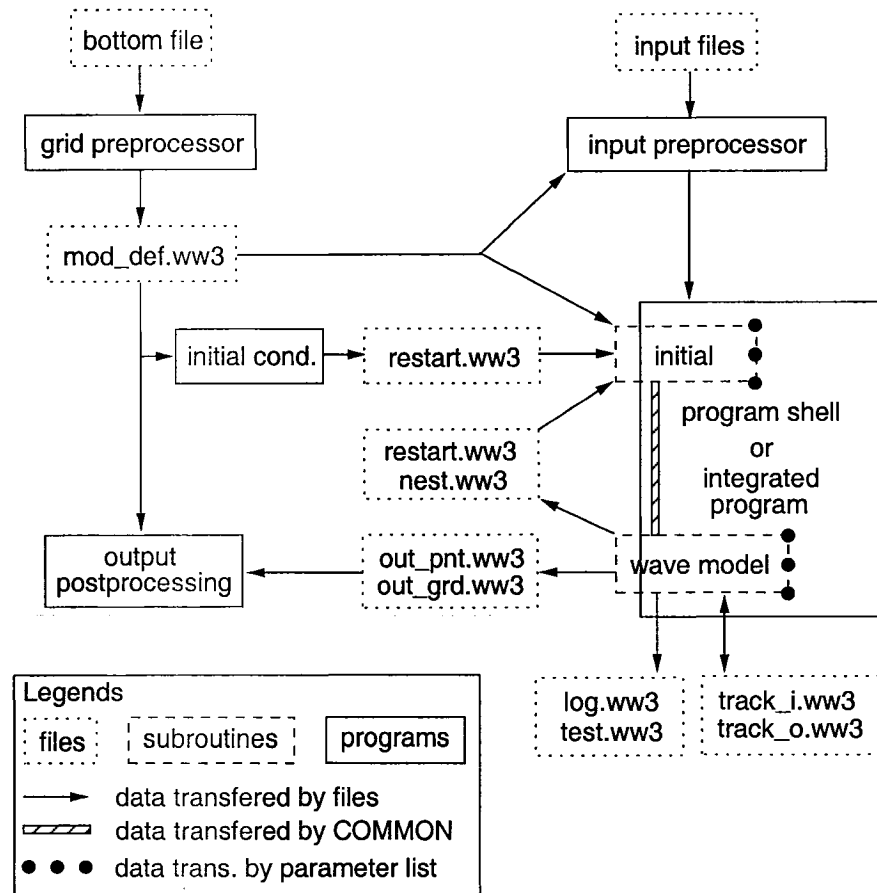 bottom file
input files
grid preprocessor
input preprocessor
mod_def.ww3
initial cond.
restart.ww3
initial
program shell
or
integrated
program
restart.ww3
nest.ww3
output
postprocessing
out_pnt.ww3
out_grd.ww3
wave model
log.ww3
test.ww3
track_i.ww3
track_o.ww3
Legends
files
subroutines
programs
data transfered by files
data transfered by COMMON
data trans. by parameter list